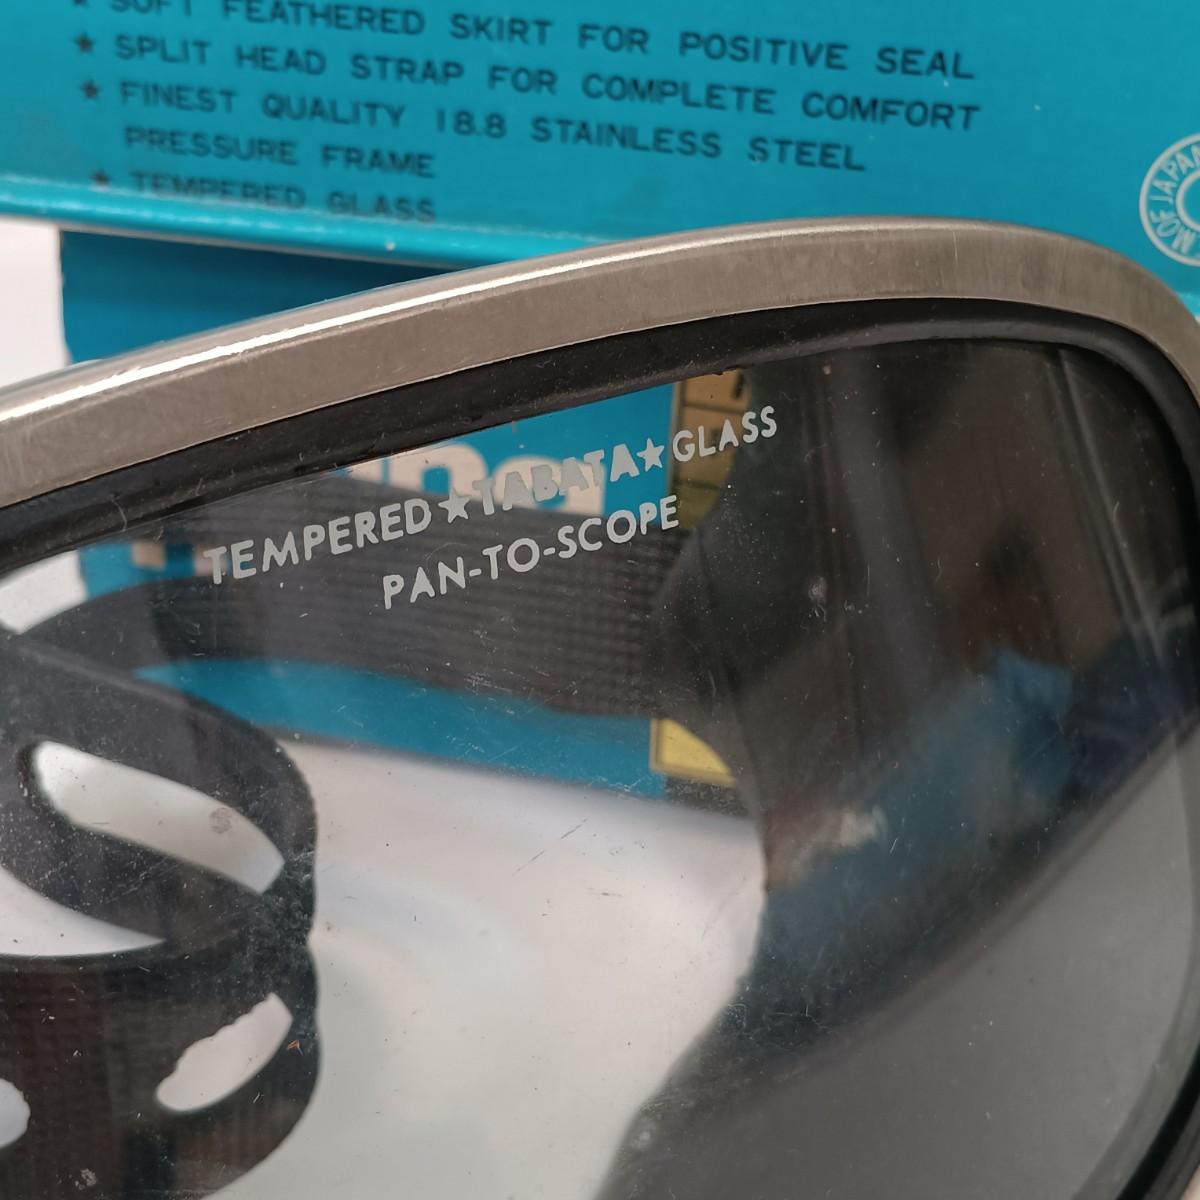 ★ SOFT FEATHERED SKIRT FOR POSITIVE SEAL
★ SPLIT HEAD STRAP FOR COMPLETE COMFORT
★ FINEST QUALITY 18.8 STAINLESS STEEL
PRESSURE FRAME
★ TEMPERED GLASS
JAPAN
TEMPERED★TABATA★GLASS
PAN-TO-SCOPE